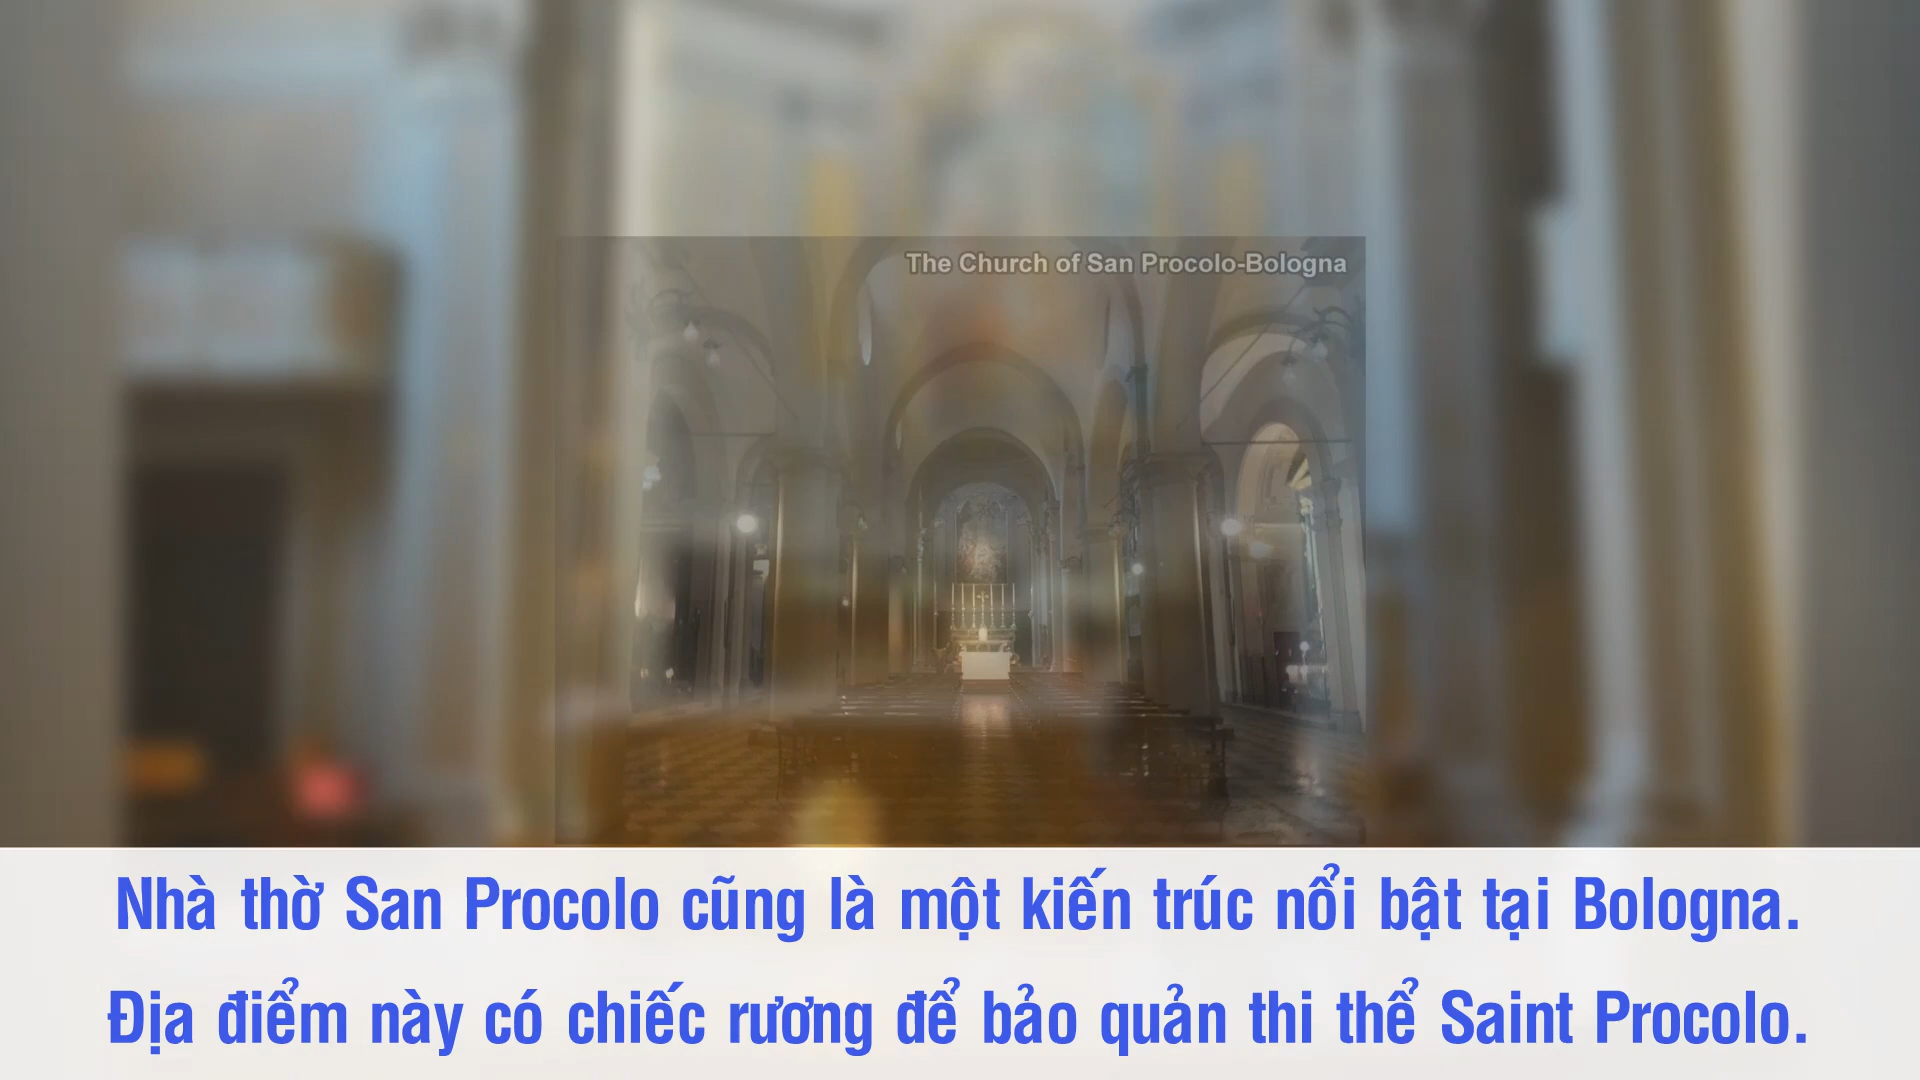 The Church of San Procolo-Bologna
Nhà thờ San Procolo cũng là một kiến trúc nổi bật tại Bologna.
Địa điểm này có chiếc rương để bảo quản thi thể Saint Procolo.